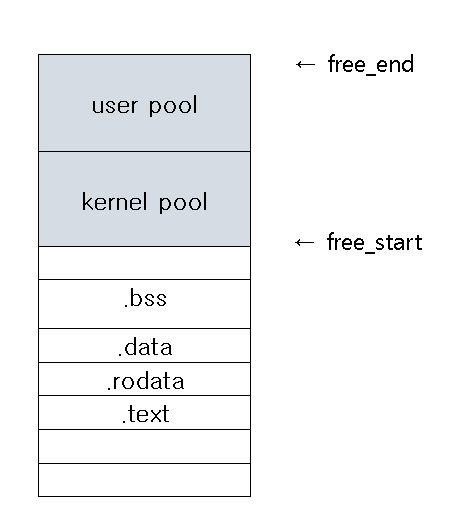 ← free_end
user pool
kernel pool
← free_start
.bss
.data
.rodata
.text